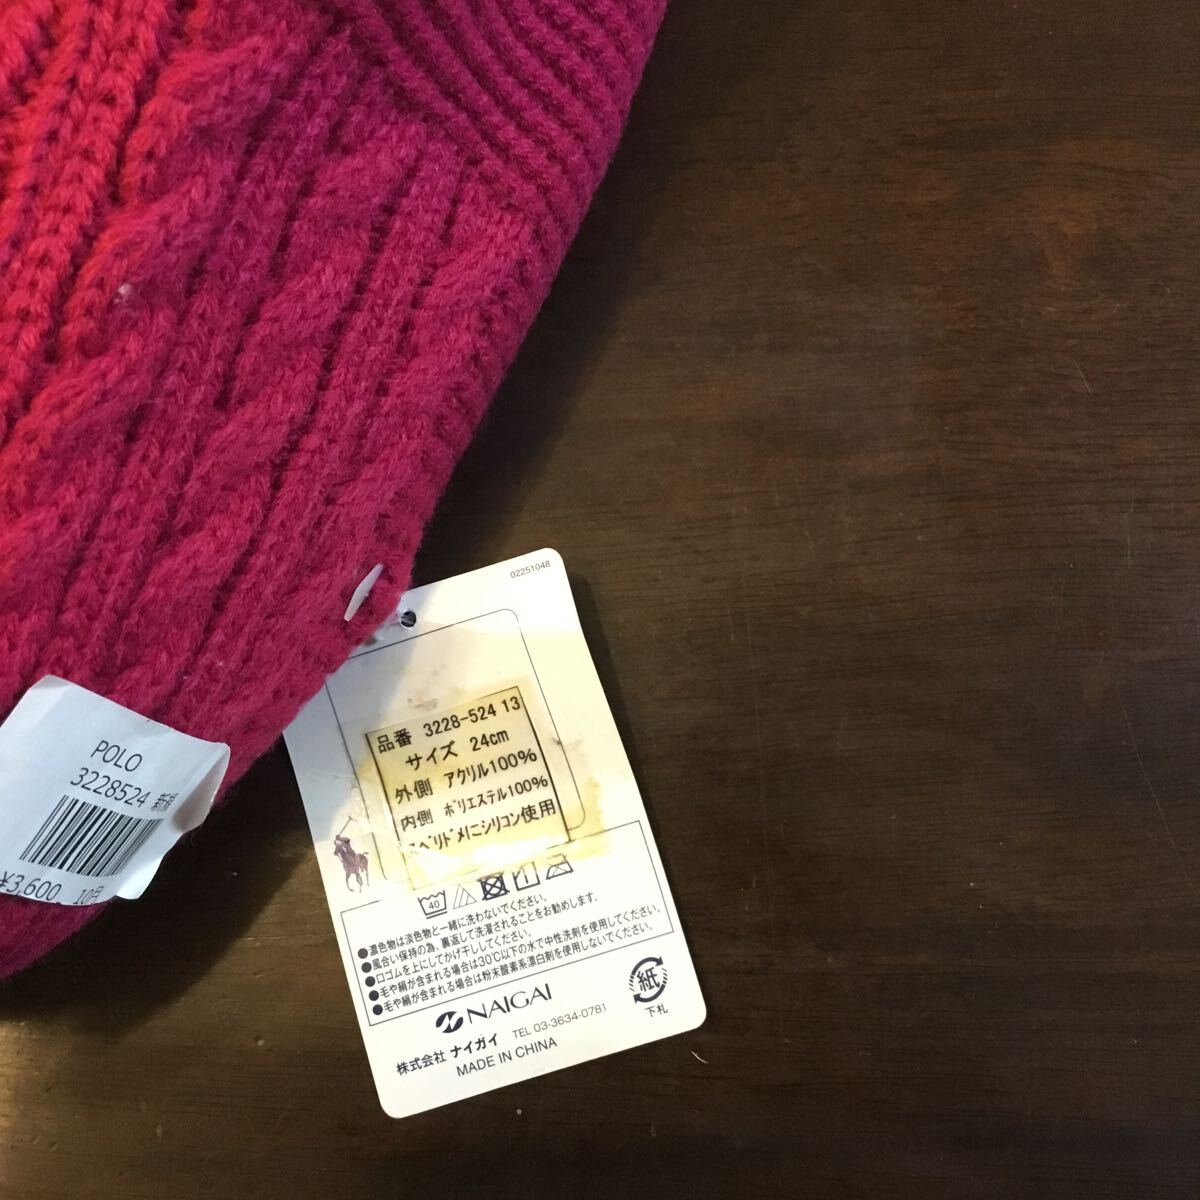 02251048
品番 3228-524 13
サイズ 24cm
外側 アクリル100%
内側 ポリエステル100%
スベリドメにシリコン使用
40
●濃色物は淡色物と一緒に洗わないでください。
●風合い保持の為、裏返して洗濯されることをお勧めします。
●口ゴムを上にしてかげ干ししてください。
●毛や絹が含まれる場合は30℃以下の水で中性洗剤を使用してください。
●毛や絹が含まれる場合は粉末酸素系漂白剤を使用しないでください。
NAIGAI
株式会社 ナイガイ TEL 03-3634-0781
MADE IN CHINA
紙
下札
POLO
3228524
¥3,600 10月